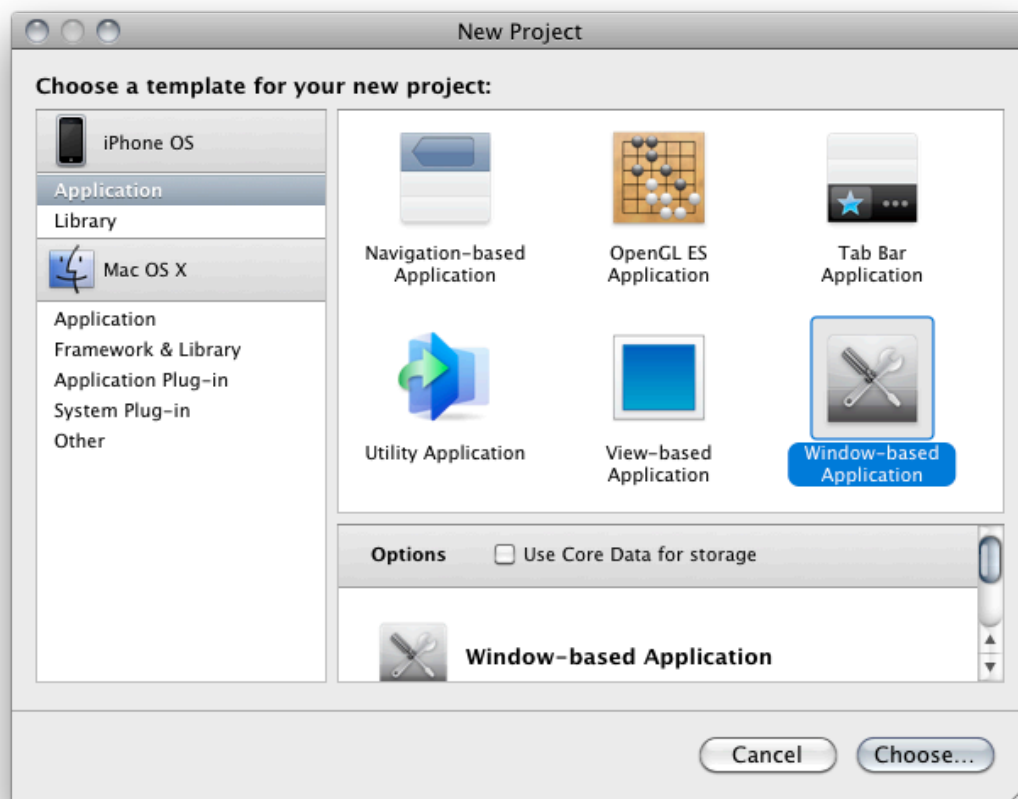 New Project
Choose a template for your new project:
iPhone OS
Application
Library
Mac OS X
Application
Framework & Library
Application Plug-in
System Plug-in
Other
Navigation-based
Application
OpenGL ES
Application
Tab Bar
Application
Utility Application
View-based
Application
Window-based
Application
Options
Use Core Data for storage
Window-based Application
Cancel
Choose...